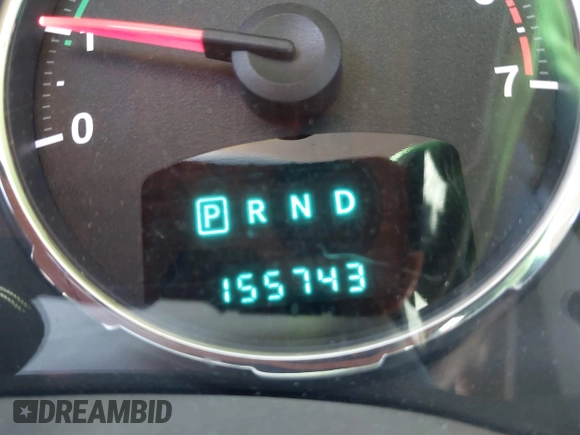 1
0
7
P R N D
155743
DREAMBID